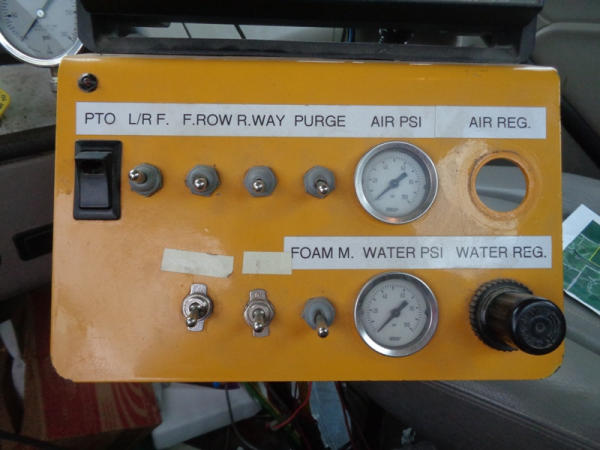 PTO L/R F. F.ROW R.WAY PURGE AIR PSI AIR REG.
FOAM M. WATER PSI WATER REG.